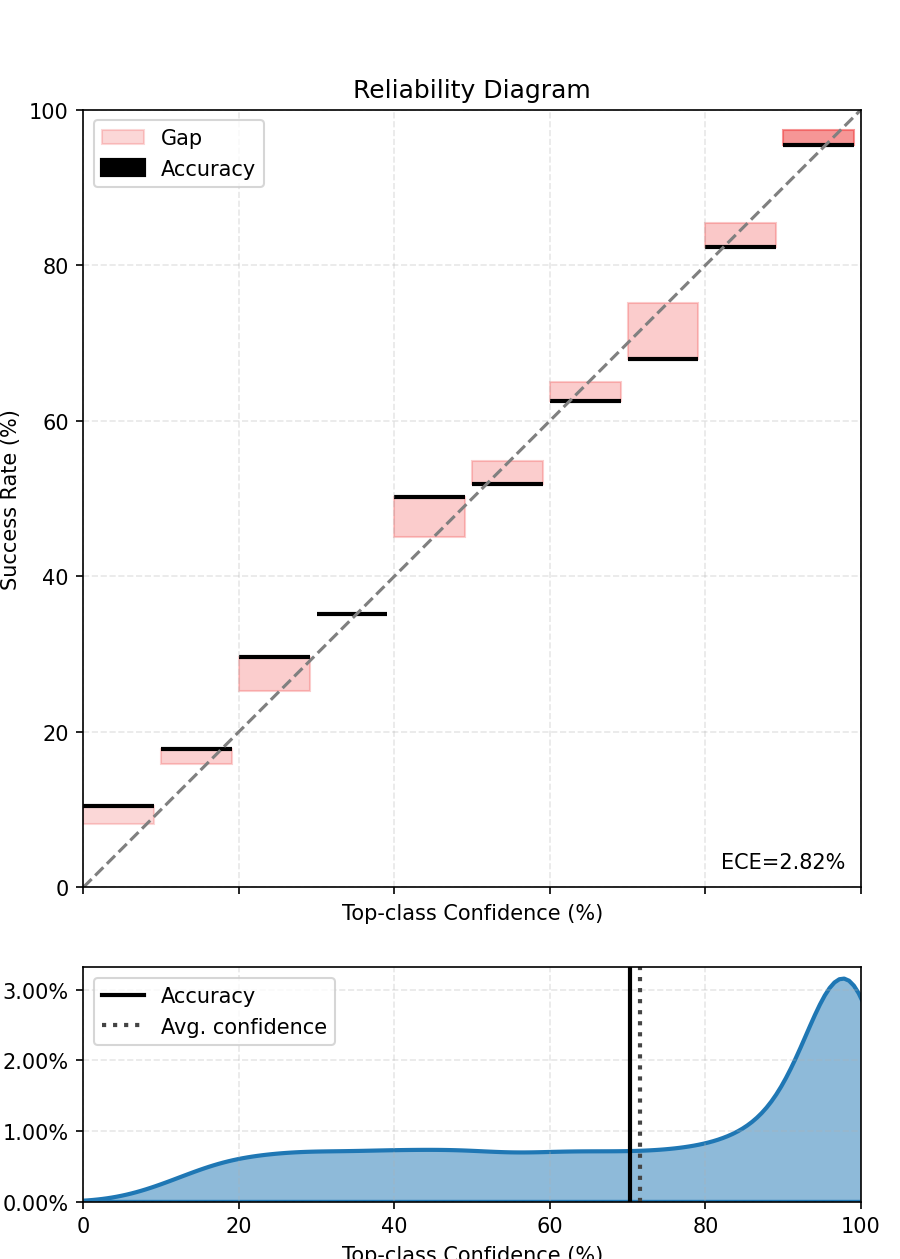 Reliability Diagram
100
80
60
40
20
0
Success Rate (%)
Gap
Accuracy
ECE=2.82%
Top-class Confidence (%)
3.00%
2.00%
1.00%
0.00%
Accuracy
Avg. confidence
0 20 40 60 80 100
Top-class Confidence (%)